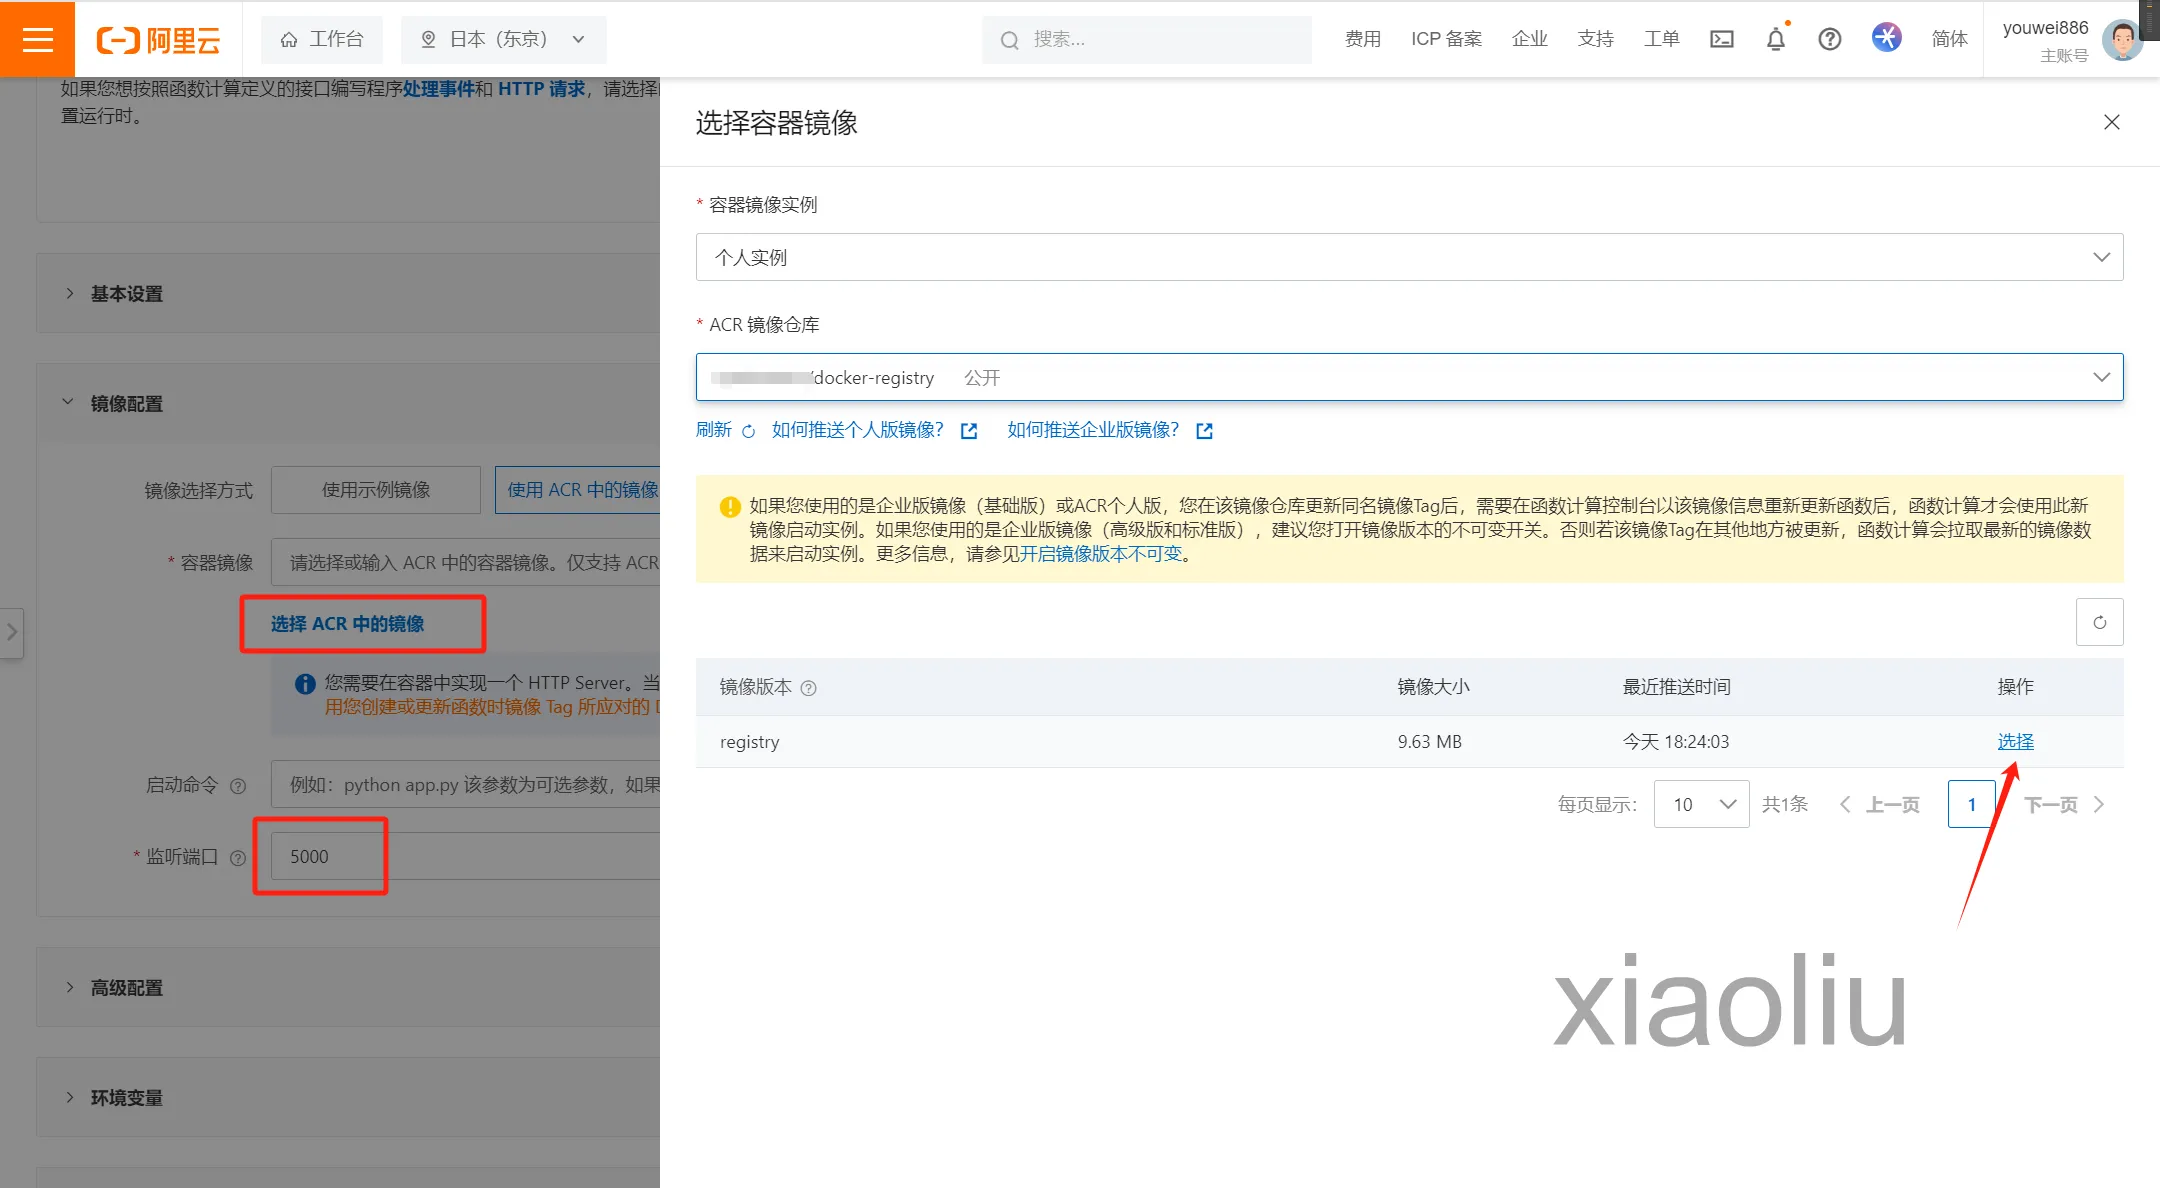 阿里云
工作台
日本（东京）
搜索...
费用
ICP 备案
企业
支持
工单
简体
youwei886
主账号
如果您想按照函数计算定义的接口编写程序处理事件和 HTTP 请求，请选择
置运行时。
基本设置
镜像配置
镜像选择方式
使用示例镜像
使用 ACR 中的镜像
* 容器镜像
请选择或输入 ACR 中的容器镜像。仅支持 ACR
选择 ACR 中的镜像
您需要在容器中实现一个 HTTP Server。当
用您创建或更新函数时镜像 Tag 所应对的
启动命令
例如：python app.py 该参数为可选参数，如果
* 监听端口
5000
高级配置
环境变量
选择容器镜像
* 容器镜像实例
个人实例
* ACR 镜像仓库
/docker-registry 公开
刷新 如何推送个人版镜像？ 如何推送企业版镜像？
如果您使用的是企业版镜像（基础版）或ACR个人版，您在该镜像仓库更新同名镜像Tag后，需要在函数计算控制台以该镜像信息重新更新函数后，函数计算才会使用此新
镜像启动实例。如果您使用的是企业版镜像（高级版和标准版），建议您打开镜像版本的不可变开关。否则若该镜像Tag在其他地方被更新，函数计算会拉取最新的镜像数
据来启动实例。更多信息，请参见开启镜像版本不可变。
镜像版本 镜像大小 最近推送时间 操作
registry 9.63 MB 今天 18:24:03 选择
每页显示： 10 共1条 上一页 1 下一页
xiaoliu